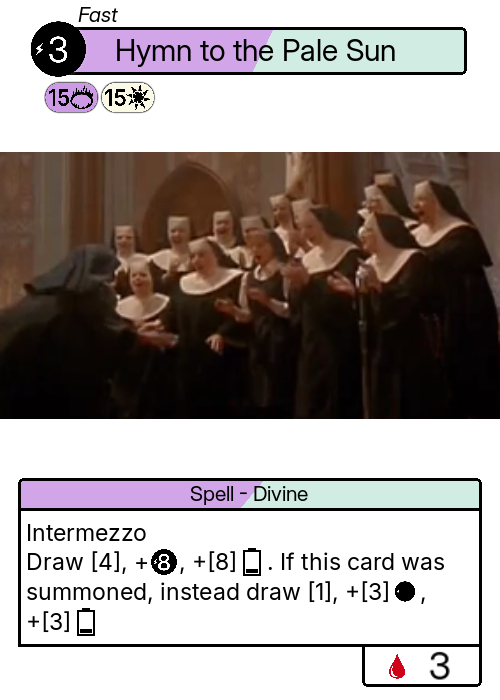 Fast
3
Hymn to the Pale Sun
15 15
Spell - Divine
Intermezzo
Draw [4], +8, +[8] . If this card was
summoned, instead draw [1], +[3] ,
+[3]
3